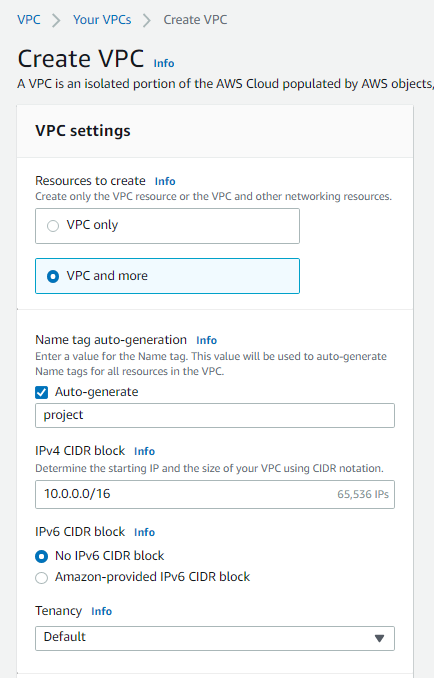 VPC > Your VPCs > Create VPC
Create VPC Info
A VPC is an isolated portion of the AWS Cloud populated by AWS objects,
VPC settings
Resources to create Info
Create only the VPC resource or the VPC and other networking resources.
VPC only
VPC and more
Name tag auto-generation Info
Enter a value for the Name tag. This value will be used to auto-generate
Name tags for all resources in the VPC.
Auto-generate
project
IPv4 CIDR block Info
Determine the starting IP and the size of your VPC using CIDR notation.
10.0.0.0/16 65,536 IPs
IPv6 CIDR block Info
No IPv6 CIDR block
Amazon-provided IPv6 CIDR block
Tenancy Info
Default